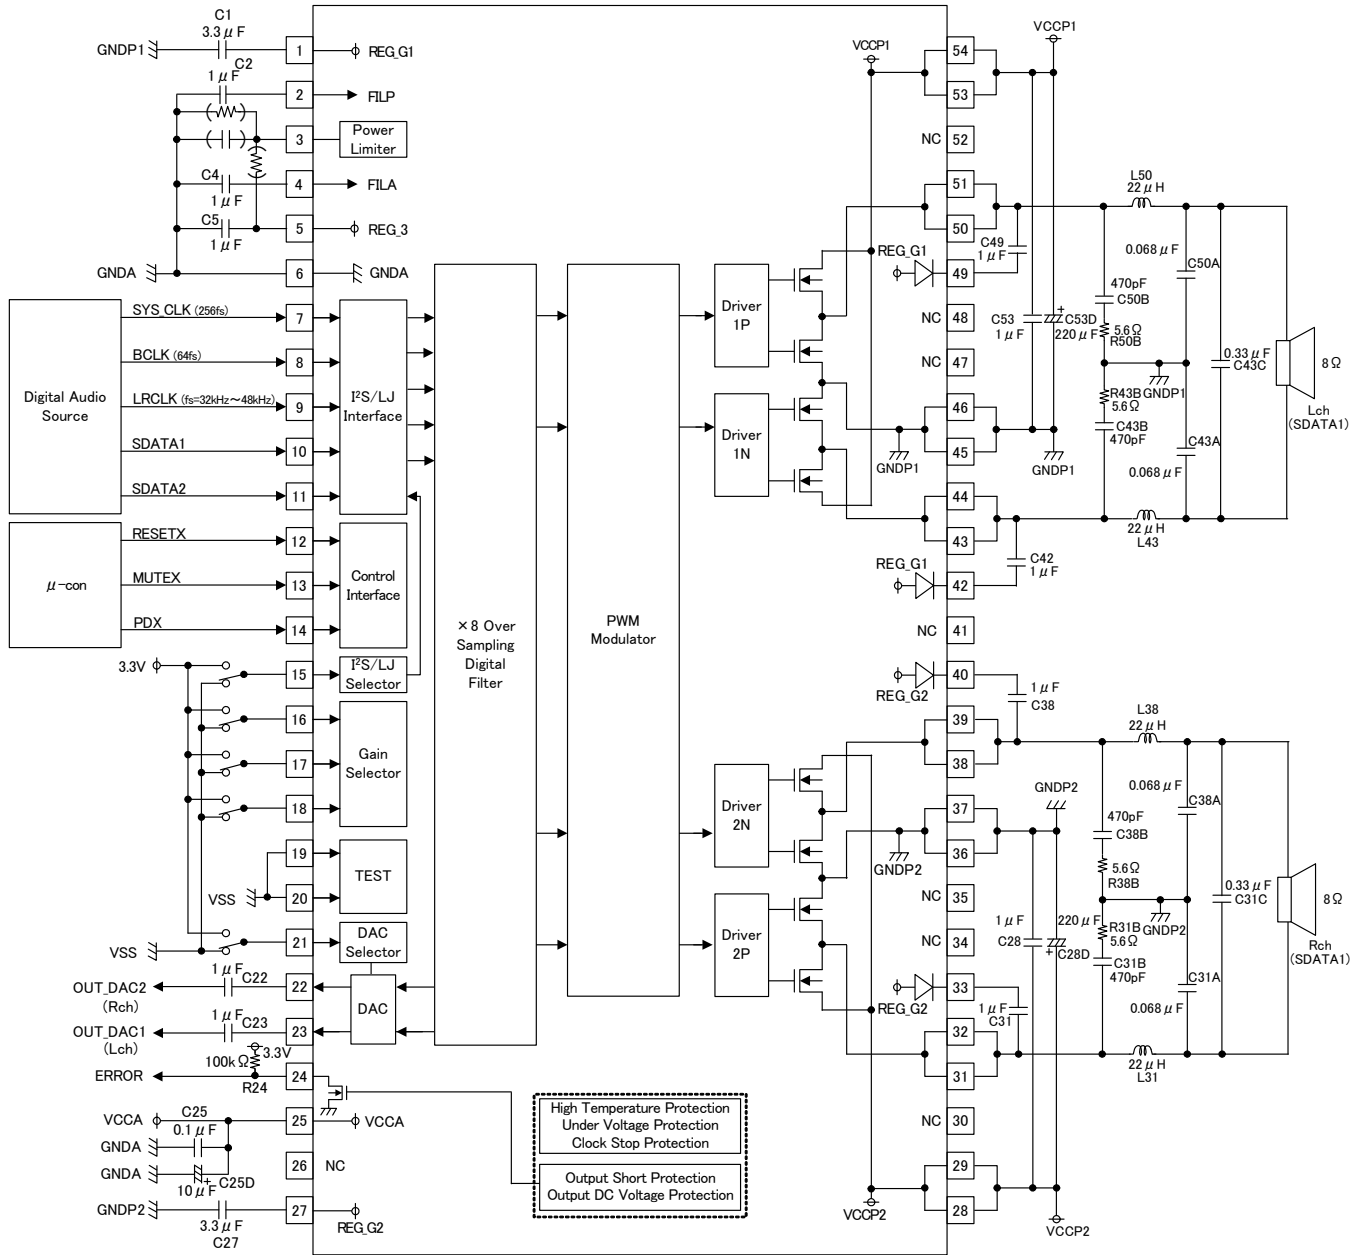 C1
3.3μF
GNDP1
1
REG_G1
C2
1μF
2
FILP
3
Power
Limiter
C4
1μF
4
FILA
C5
1μF
5
REG_3
GNDA
6
GNDA
Digital Audio
Source
SYS_CLK (256fs)
7
BCLK (64fs)
8
LRCLK (fs=32kHz～48kHz)
9
SDATA1
10
SDATA2
11
I²S/LJ
Interface
μ-con
RESETX
12
MUTEX
13
PDX
14
Control
Interface
3.3V
15
I²S/LJ
Selector
16
17
18
Gain
Selector
19
20
TEST
VSS
VSS
21
DAC
Selector
OUT_DAC2
(Rch)
1μF
C22
22
OUT_DAC1
(Lch)
1μF
C23
23
DAC
3.3V
100kΩ
R24
ERROR
24
VCCA
C25
0.1μF
25
VCCA
GNDA
GNDA
+
10μF
C25D
26
NC
GNDP2
3.3μF
C27
27
REG_G2
×8 Over
Sampling
Digital
Filter
PWM
Modulator
Driver
1P
Driver
1N
Driver
2N
Driver
2P
High Temperature Protection
Under Voltage Protection
Clock Stop Protection
Output Short Protection
Output DC Voltage Protection
VCCP1
VCCP1
54
53
NC
52
51
50
REG_G1
49
C49
1μF
NC
48
NC
47
46
45
GNDP1
GNDP1
44
43
REG_G1
42
C42
1μF
NC
41
C53
1μF
+
C53D
220μF
L50
22μH
0.068μF
C50A
470pF
C50B
5.6Ω
R50B
GNDP1
R43B
5.6Ω
C43B
470pF
C43A
0.068μF
0.33μF
C43C
22μH
L43
8Ω
Lch
(SDATA1)
REG_G2
40
1μF
C38
39
38
GNDP2
37
36
GNDP2
NC
35
NC
34
REG_G2
33
1μF
C31
32
31
NC
30
29
28
VCCP2
VCCP2
1μF
C28
220μF
+
C28D
L38
22μH
0.068μF
C38A
470pF
C38B
5.6Ω
R38B
GNDP2
R31B
5.6Ω
C31B
470pF
C31A
0.068μF
0.33μF
C31C
22μH
L31
8Ω
Rch
(SDATA1)